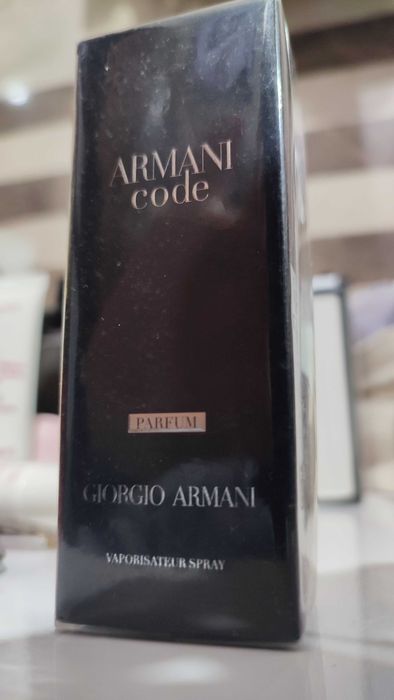 ARMANI
code
PARFUM
GIORGIO ARMANI
VAPORISATEUR SPRAY